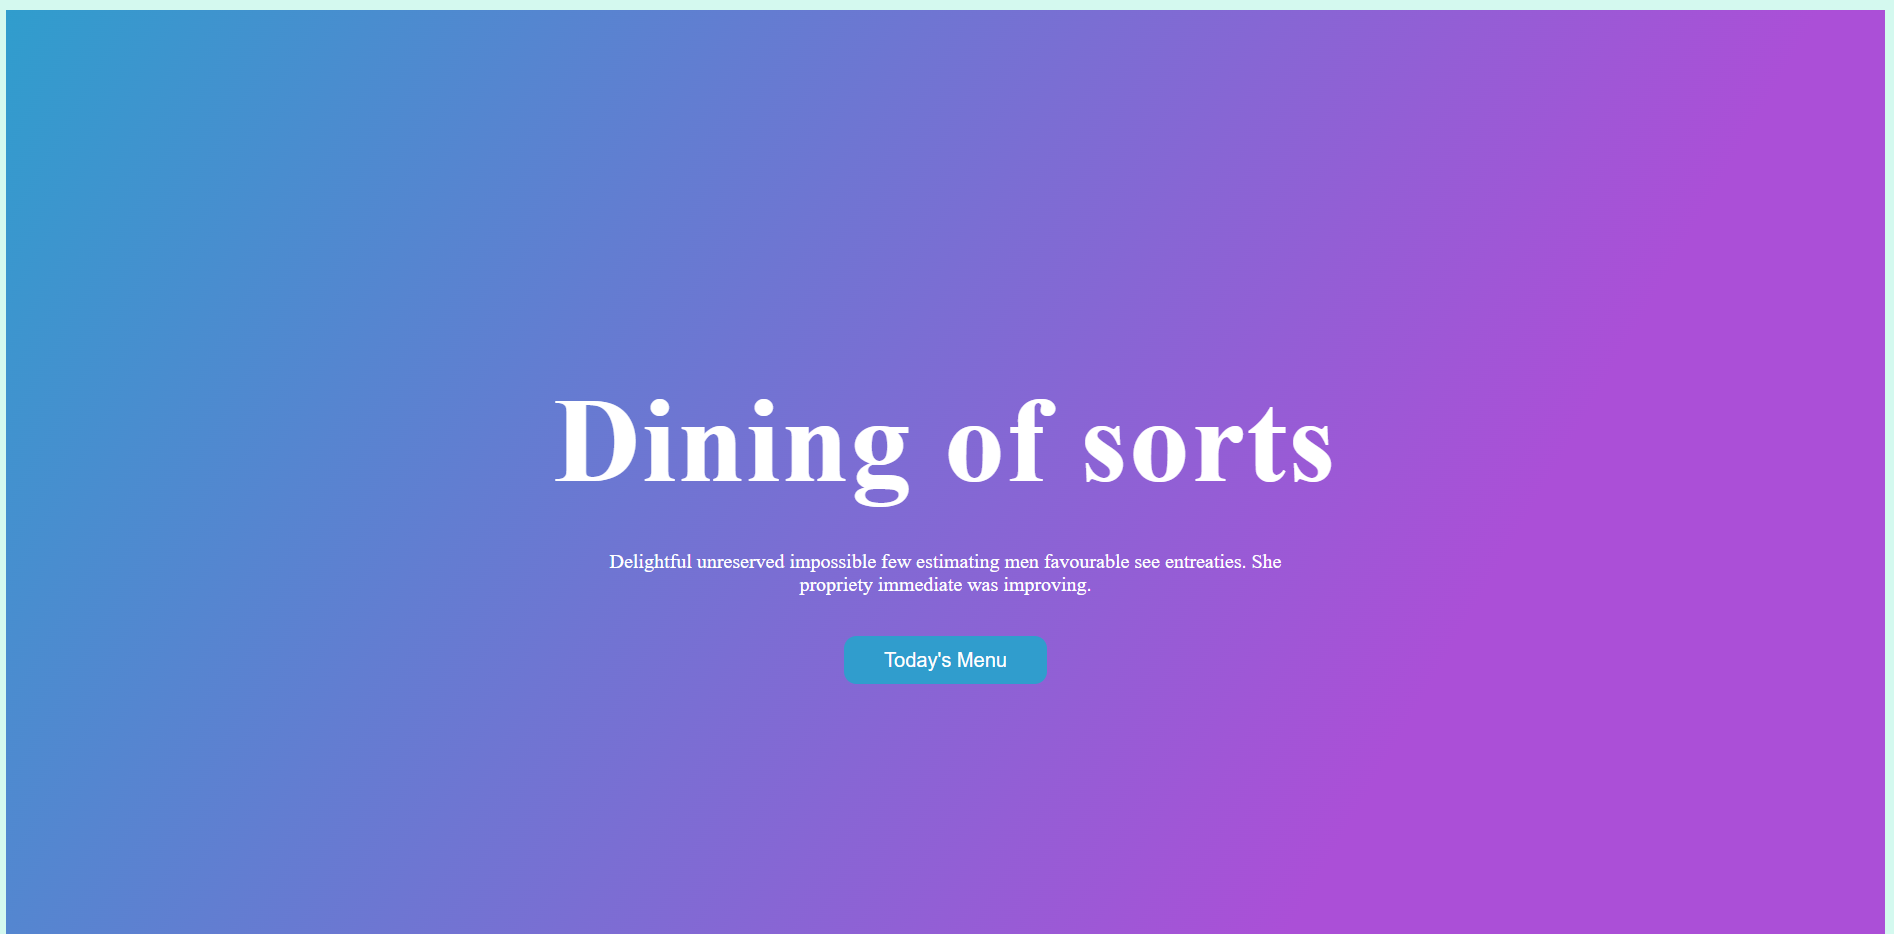 Dining of sorts
Delightful unreserved impossible few estimating men favourable see entreaties. She
propriety immediate was improving.
Today's Menu